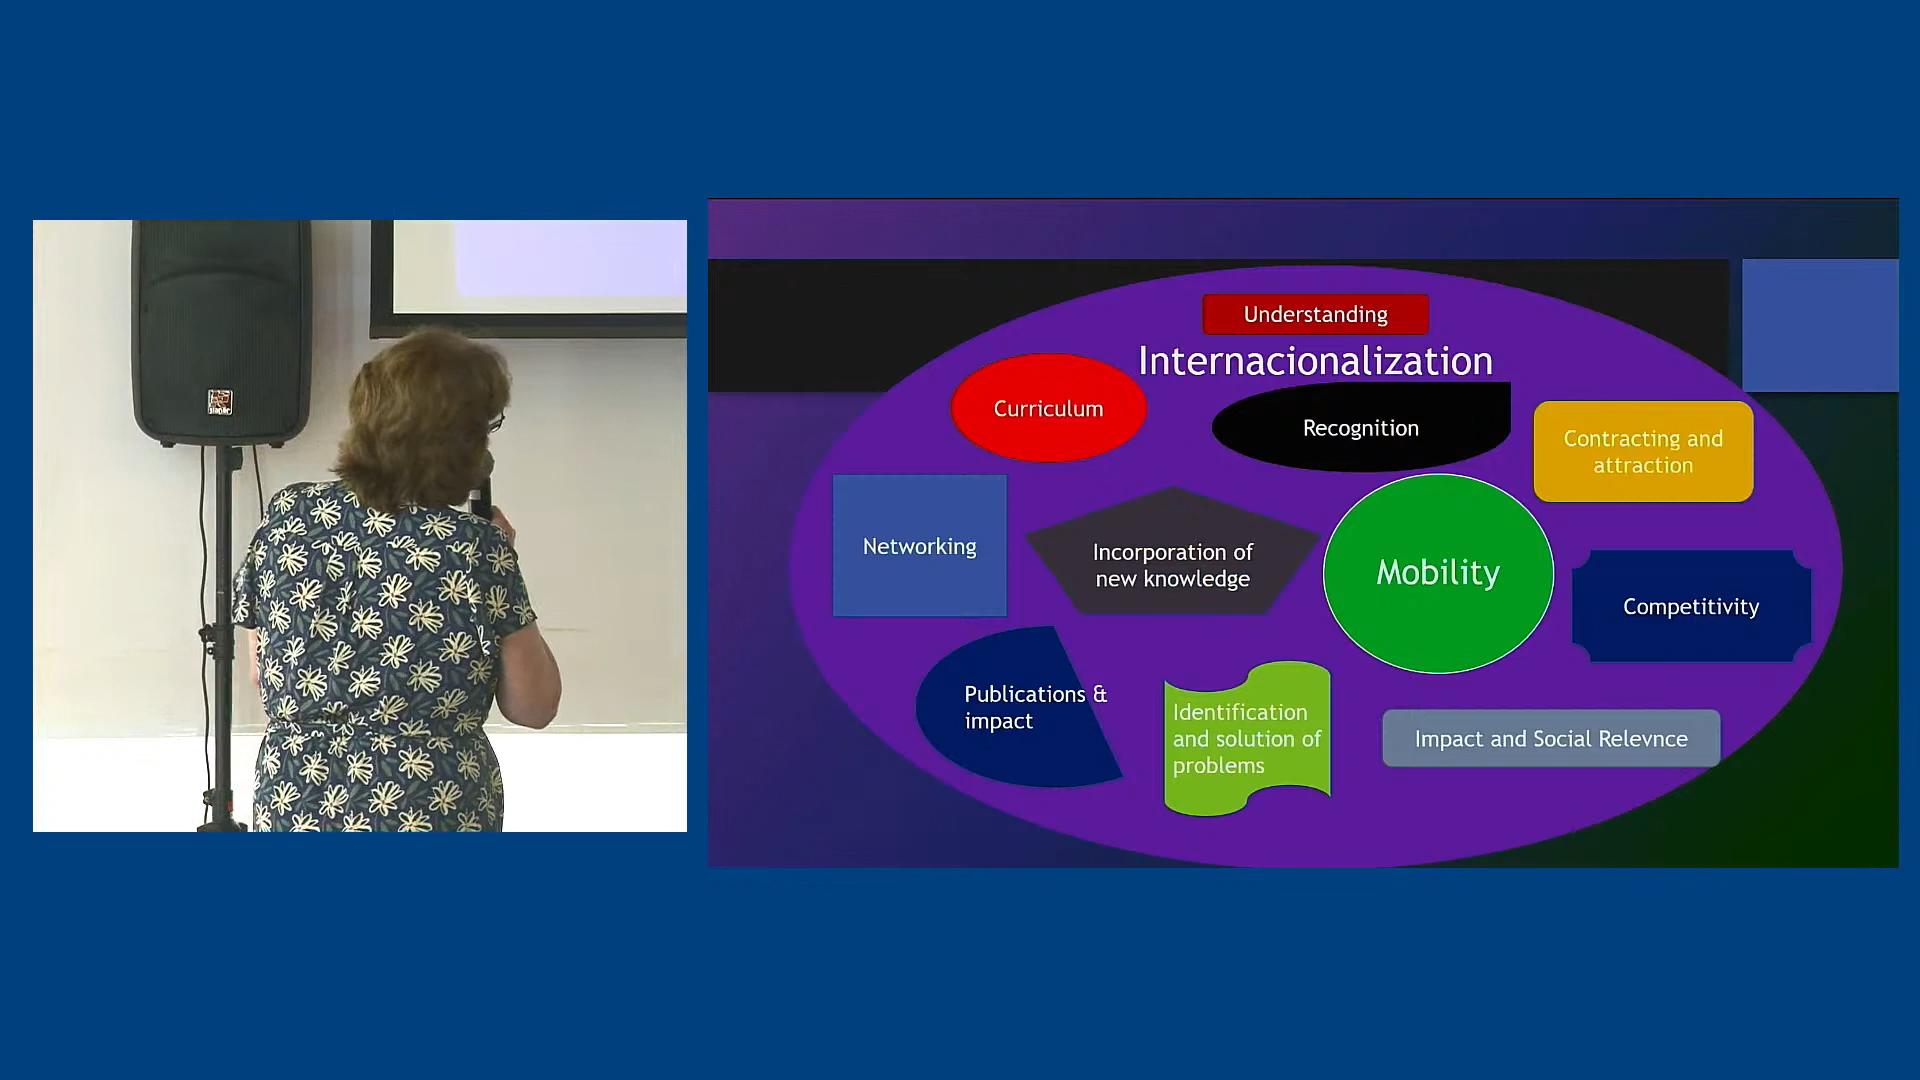 Understanding
Internacionalization
Curriculum
Recognition
Contracting and
attraction
Networking
Incorporation of
new knowledge
Mobility
Competitivity
Publications &
impact
Identification
and solution of
problems
Impact and Social Relevnce